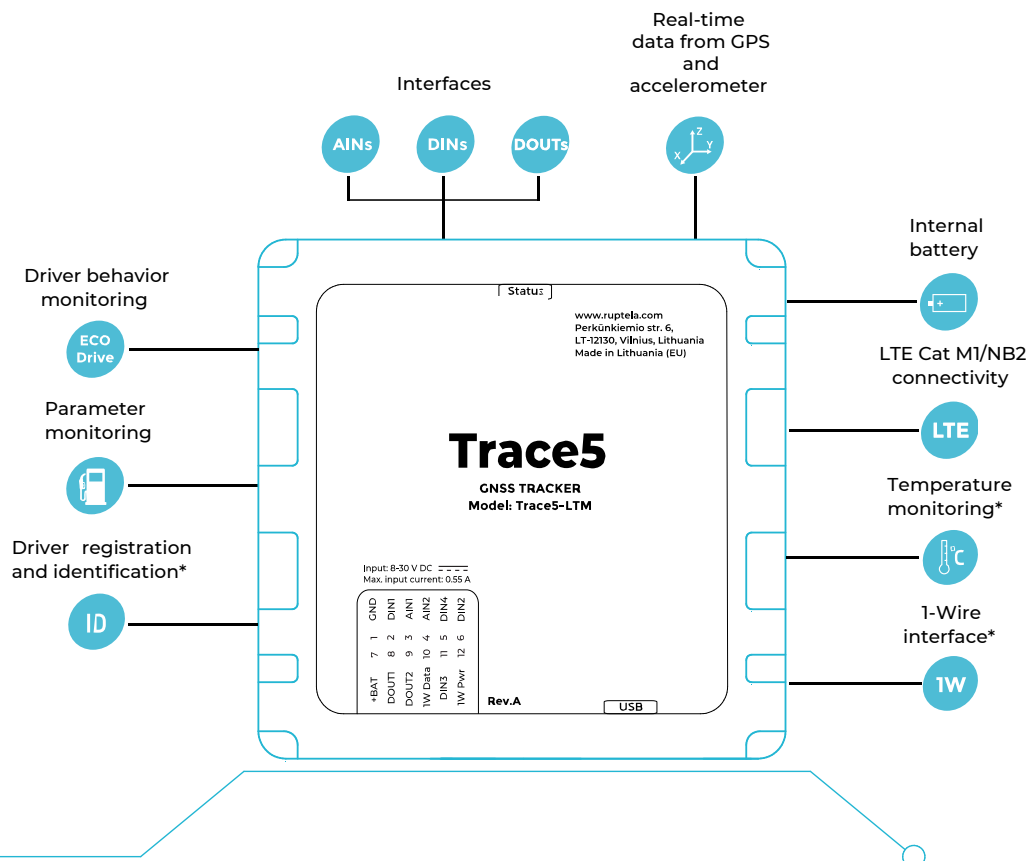 Real-time
data from GPS
and
accelerometer
Interfaces
AINs DINs DOUTs
Z
X Y
Internal
battery
+
Driver behavior
monitoring
ECO
Drive
LTE Cat M1/NB2
connectivity
LTE
Parameter
monitoring
Temperature
monitoring*
°C
Driver registration
and identification*
ID
1-Wire
interface*
1W
Status
www.ruptela.com
Perkūnkiemio str. 6,
LT-12130, Vilnius, Lithuania
Made in Lithuania (EU)
Trace5
GNSS TRACKER
Model: Trace5-LTM
Input: 8-30 V DC
Max. input current: 0.55 A
+BAT 7 1 GND
DOUT1 8 2 DIN1
DOUT2 9 3 AIN1
1W Data 10 4 AIN2
DIN3 11 5 DIN4
1W Pwr 12 6 DIN2
Rev.A
USB